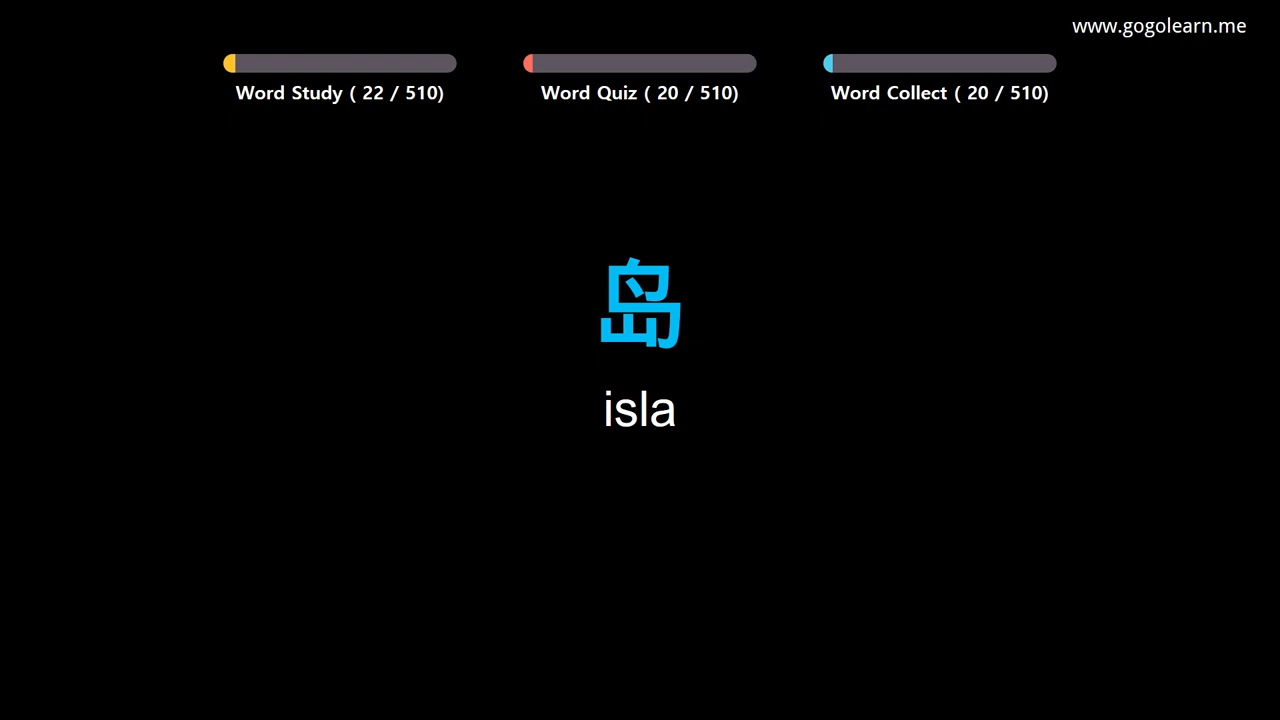 www.gogolearn.me
Word Study ( 22 / 510)
Word Quiz ( 20 / 510)
Word Collect ( 20 / 510)
岛
isla